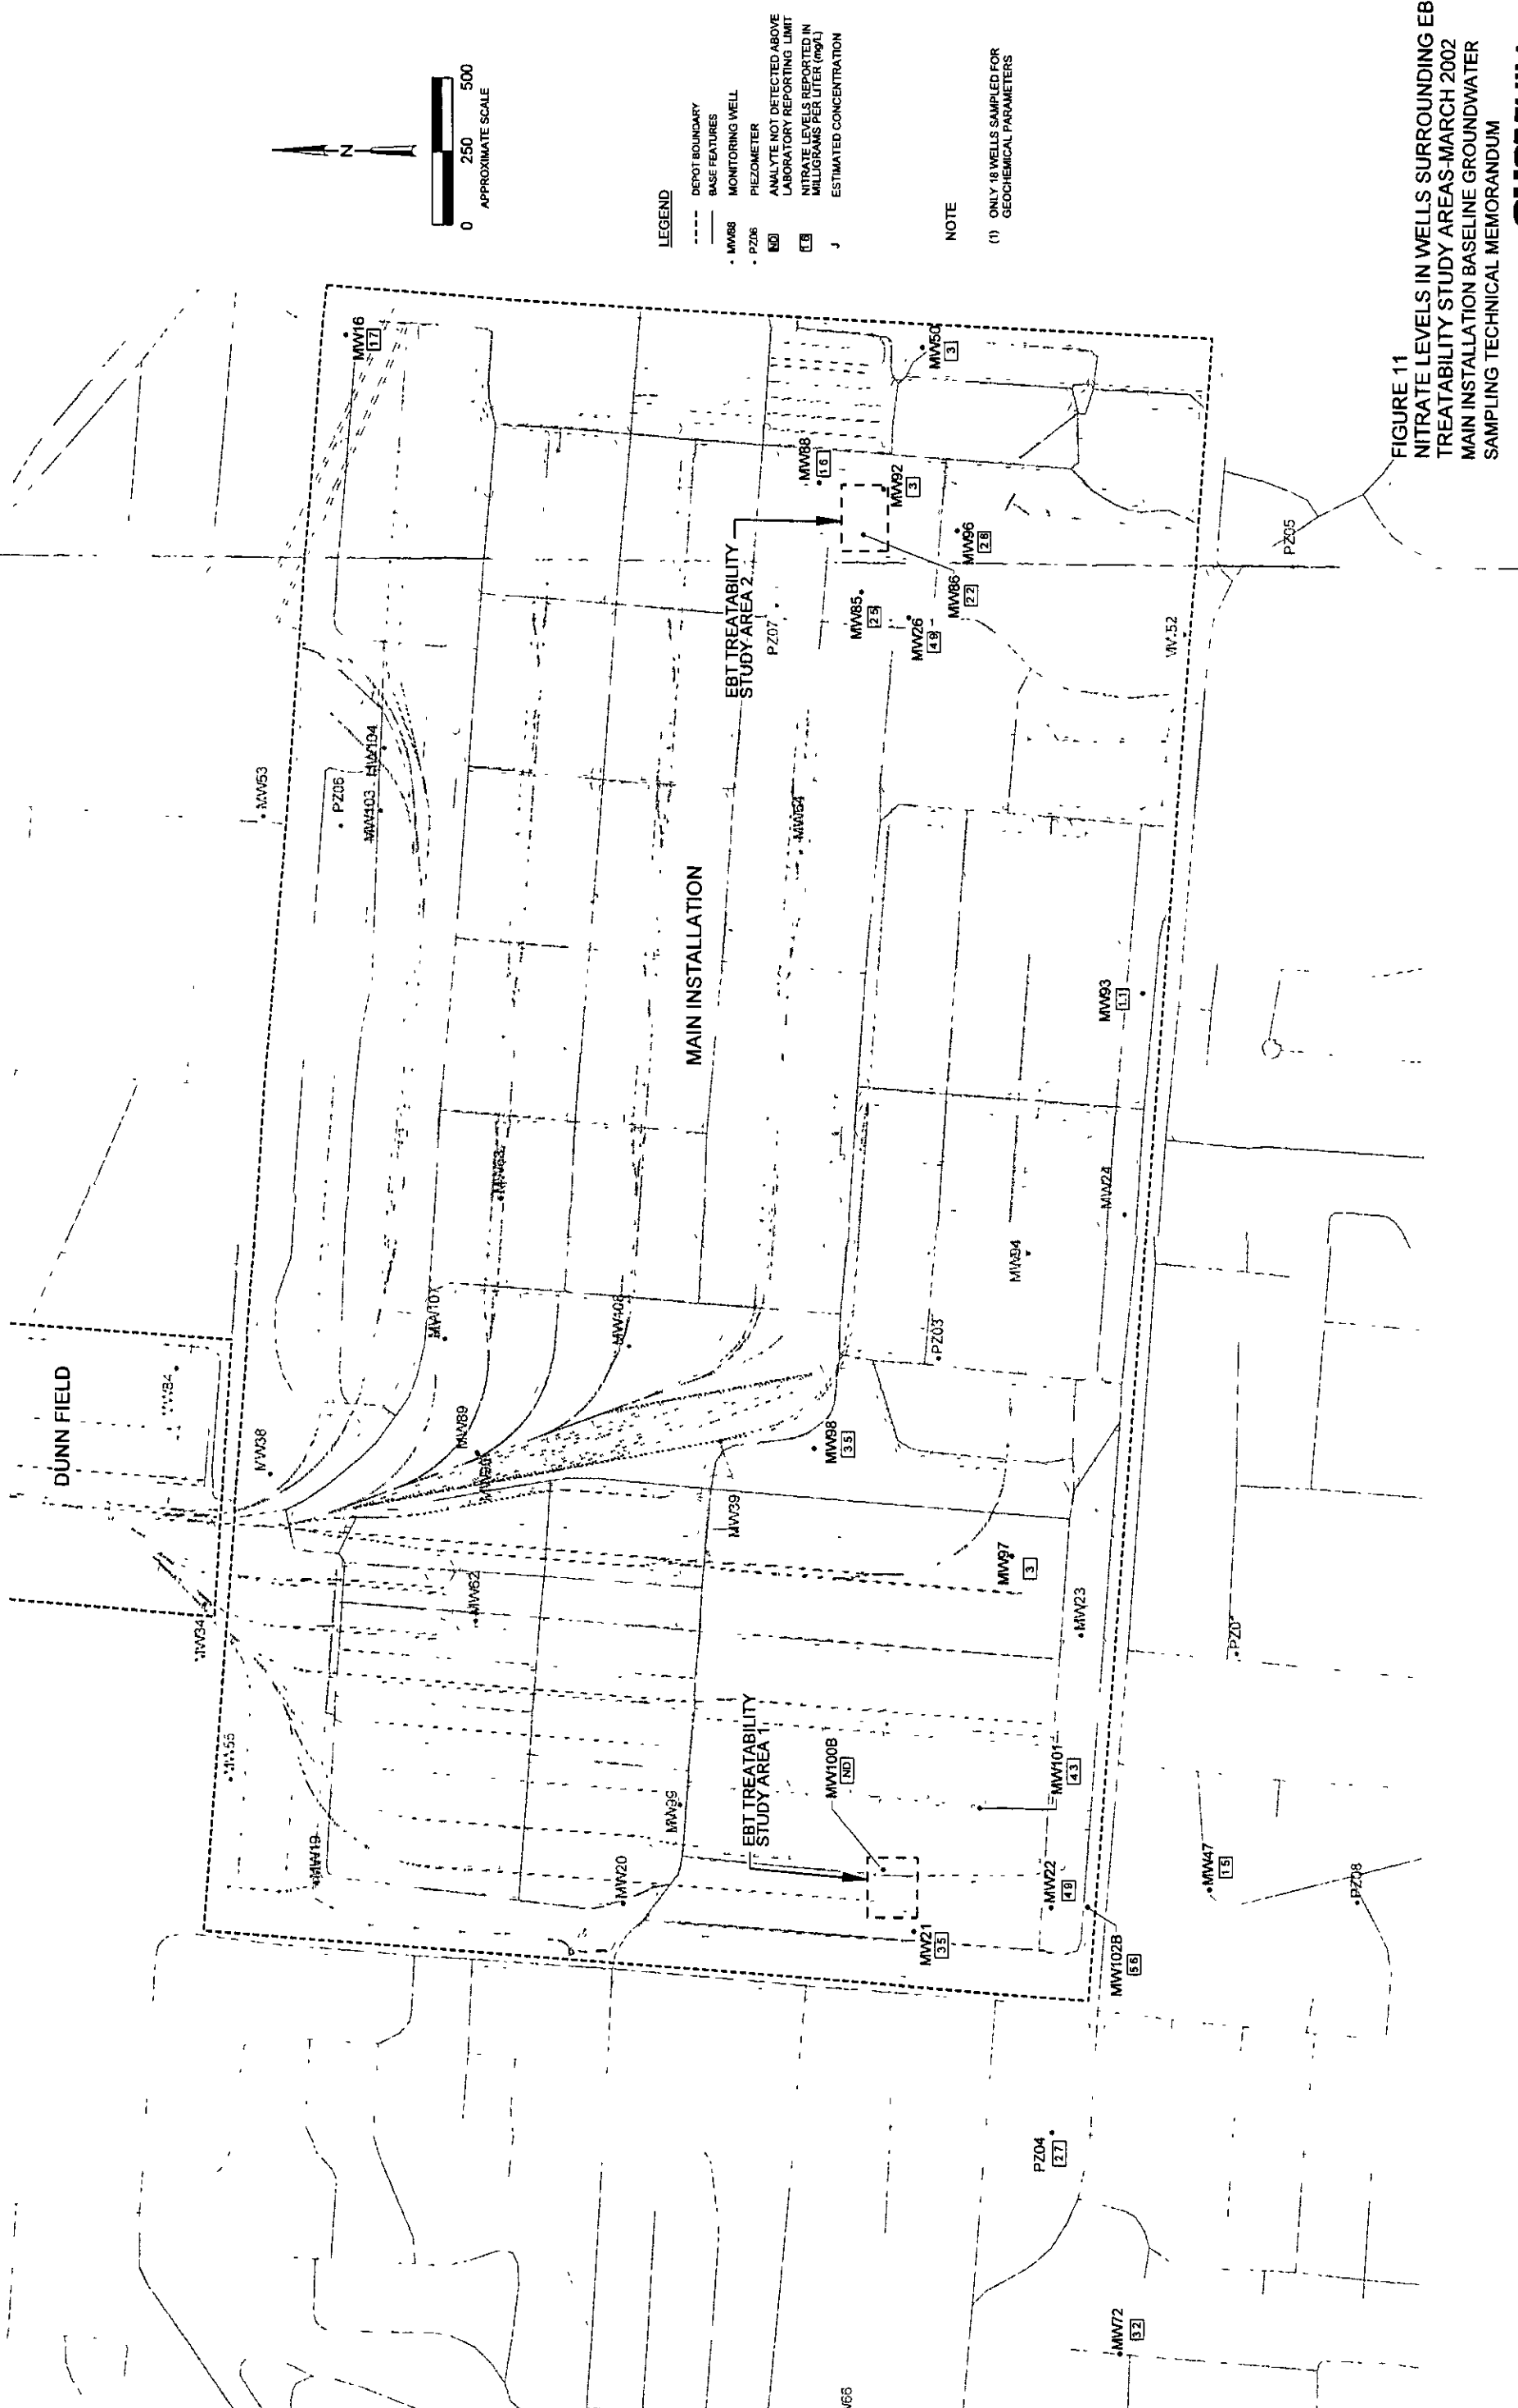 N
0 250 500
APPROXIMATE SCALE
LEGEND
DEPOT BOUNDARY
BASE FEATURES
MW88 MONITORING WELL
PZ06 PIEZOMETER
ND ANALYTE NOT DETECTED ABOVE
LABORATORY REPORTING LIMIT
1 6 NITRATE LEVELS REPORTED IN
MILLIGRAMS PER LITER (mg/L)
J ESTIMATED CONCENTRATION
NOTE
(1) ONLY 18 WELLS SAMPLED FOR
GEOCHEMICAL PARAMETERS
FIGURE 11
NITRATE LEVELS IN WELLS SURROUNDING EB
TREATABILITY STUDY AREAS-MARCH 2002
MAIN INSTALLATION BASELINE GROUNDWATER
SAMPLING TECHNICAL MEMORANDUM
DUNN FIELD
MAIN INSTALLATION
EBT TREATABILITY
STUDY AREA 1
EBT TREATABILITY
STUDY AREA 2
MW16
1 7
MW50
3
MW88
1 6
MW92
3
MW96
2 8
MW86
2 2
MW85
2 5
MW26
4 9
PZ07
PZ05
MW53
PZ06
MW103
MW104
MW93
1.1
MW24
MW94
PZ03
MW107
MW108
MW38
MW89
MW98
3 5
MW39
MW97
3
MW23
MW62
MW34
MW19
MW20
MW99
MW100B
ND
MW101
4 3
MW21
3 5
MW22
4 9
MW102B
5 6
MW47
1 5
PZ08
PZ04
2 7
MW72
3 2